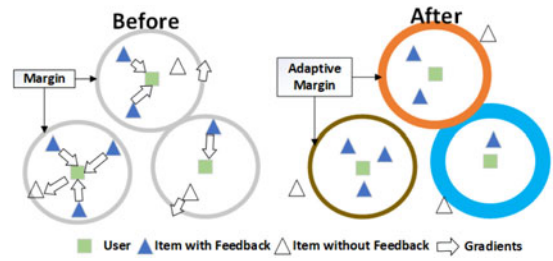 Before
After
Margin
Adaptive
Margin
User
Item with Feedback
Item without Feedback
Gradients